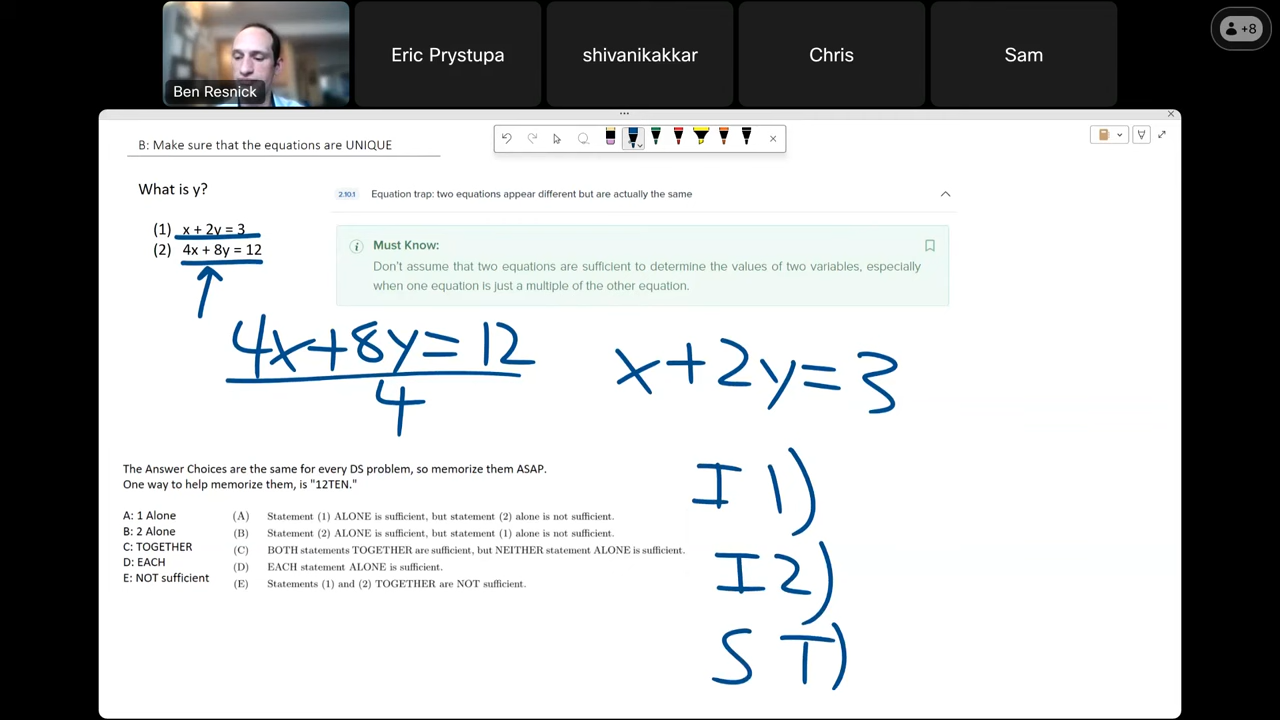 Ben Resnick
Eric Prystupa
shivanikakkar
Chris
Sam
+8
B: Make sure that the equations are UNIQUE
What is y?
(1) x + 2y = 3
(2) 4x + 8y = 12
2.10.1 Equation trap: two equations appear different but are actually the same
Must Know:
Don't assume that two equations are sufficient to determine the values of two variables, especially
when one equation is just a multiple of the other equation.
4x+8y=12
4
x+2y=3
I 1)
I 2)
S T)
The Answer Choices are the same for every DS problem, so memorize them ASAP.
One way to help memorize them, is "12TEN."
A: 1 Alone
B: 2 Alone
C: TOGETHER
D: EACH
E: NOT sufficient
(A) Statement (1) ALONE is sufficient, but statement (2) alone is not sufficient.
(B) Statement (2) ALONE is sufficient, but statement (1) alone is not sufficient.
(C) BOTH statements TOGETHER are sufficient, but NEITHER statement ALONE is sufficient.
(D) EACH statement ALONE is sufficient.
(E) Statements (1) and (2) TOGETHER are NOT sufficient.